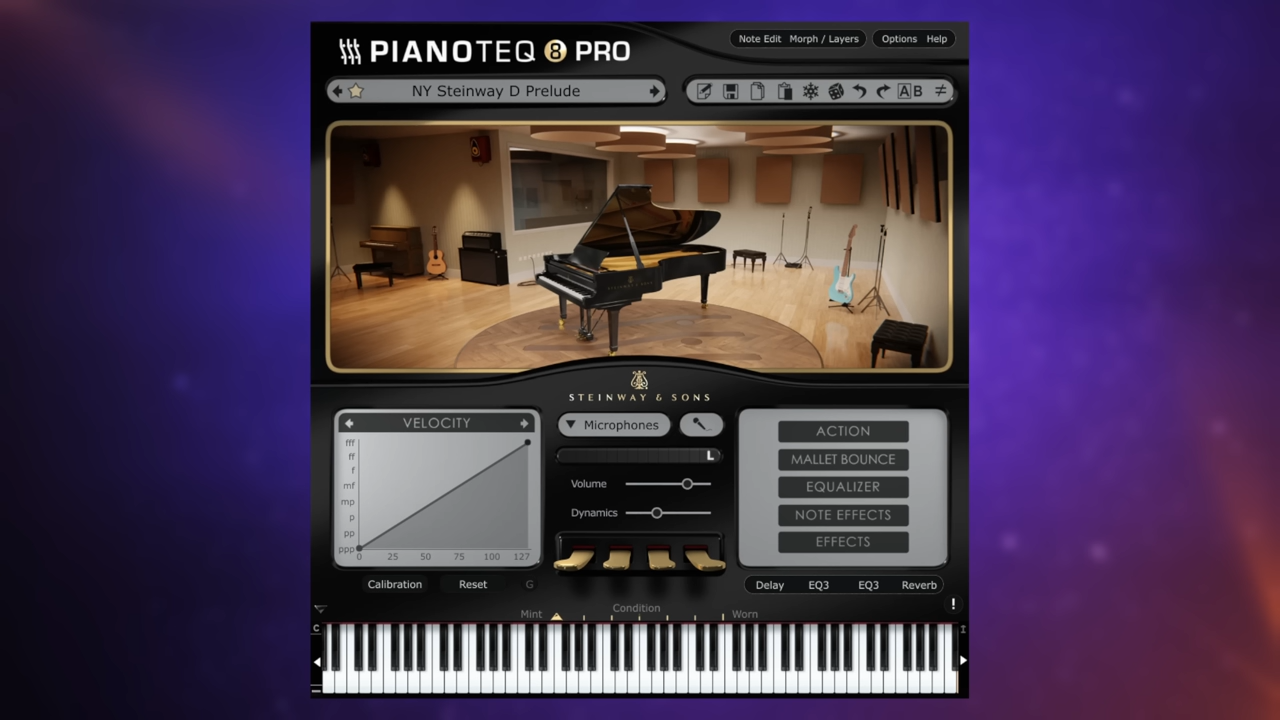 PIANOTEQ 8 PRO
Note Edit Morph / Layers Options Help
NY Steinway D Prelude
AB ≠
STEINWAY & SONS
VELOCITY
fff
ff
f
mf
mp
p
pp
ppp
0 25 50 75 100 127
Calibration Reset G
Microphones
L
Volume
Dynamics
ACTION
MALLET BOUNCE
EQUALIZER
NOTE EFFECTS
EFFECTS
Delay EQ3 EQ3 Reverb
!
Mint Condition Worn
C